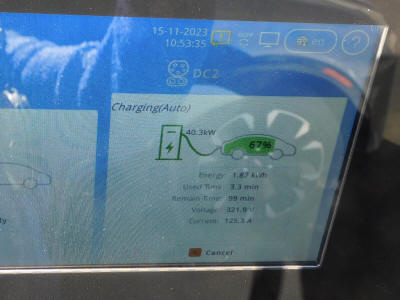 15-11-2023
10:53:35
en
?
DC2
Charging(Auto)
40.3kW
67%
Energy: 1.87 kWh
Used Time: 3.3 min
Remain Time: 99 min
Voltage: 321.9 V
Current: 125.3 A
Cancel